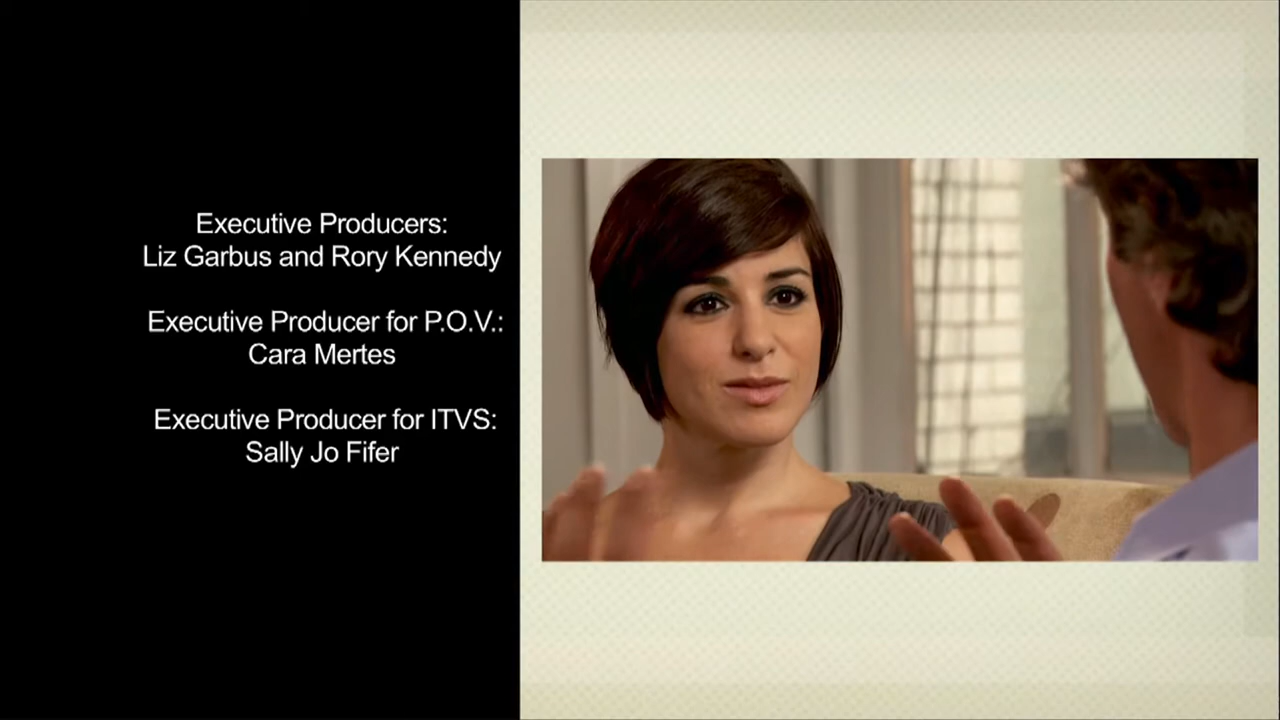 Executive Producers:
Liz Garbus and Rory Kennedy
Executive Producer for P.O.V.:
Cara Mertes
Executive Producer for ITVS:
Sally Jo Fifer